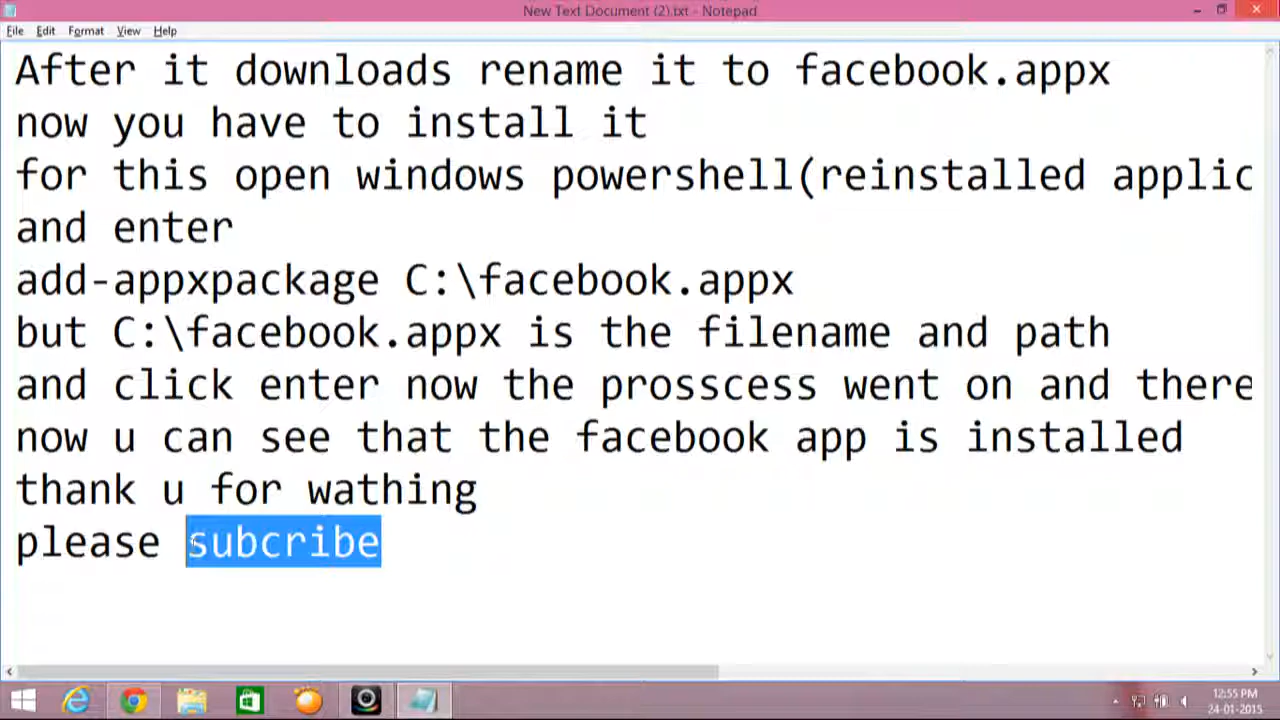 New Text Document (2).txt - Notepad
File Edit Format View Help
After it downloads rename it to facebook.appx
now you have to install it
for this open windows powershell(reinstalled applic
and enter
add-appxpackage C:\facebook.appx
but C:\facebook.appx is the filename and path
and click enter now the prosscess went on and there
now u can see that the facebook app is installed
thank u for wathing
please subcribe
12:55 PM
24-01-2015